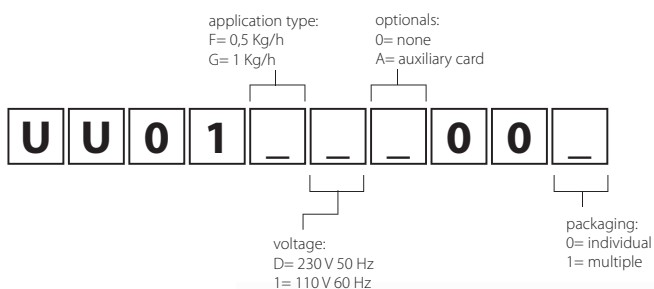 application type:
F= 0,5 Kg/h
G= 1 Kg/h
optionals:
0= none
A= auxiliary card
U U 0 1 _ _ _ 0 0 _
voltage:
D= 230 V 50 Hz
1= 110 V 60 Hz
packaging:
0= individual
1= multiple